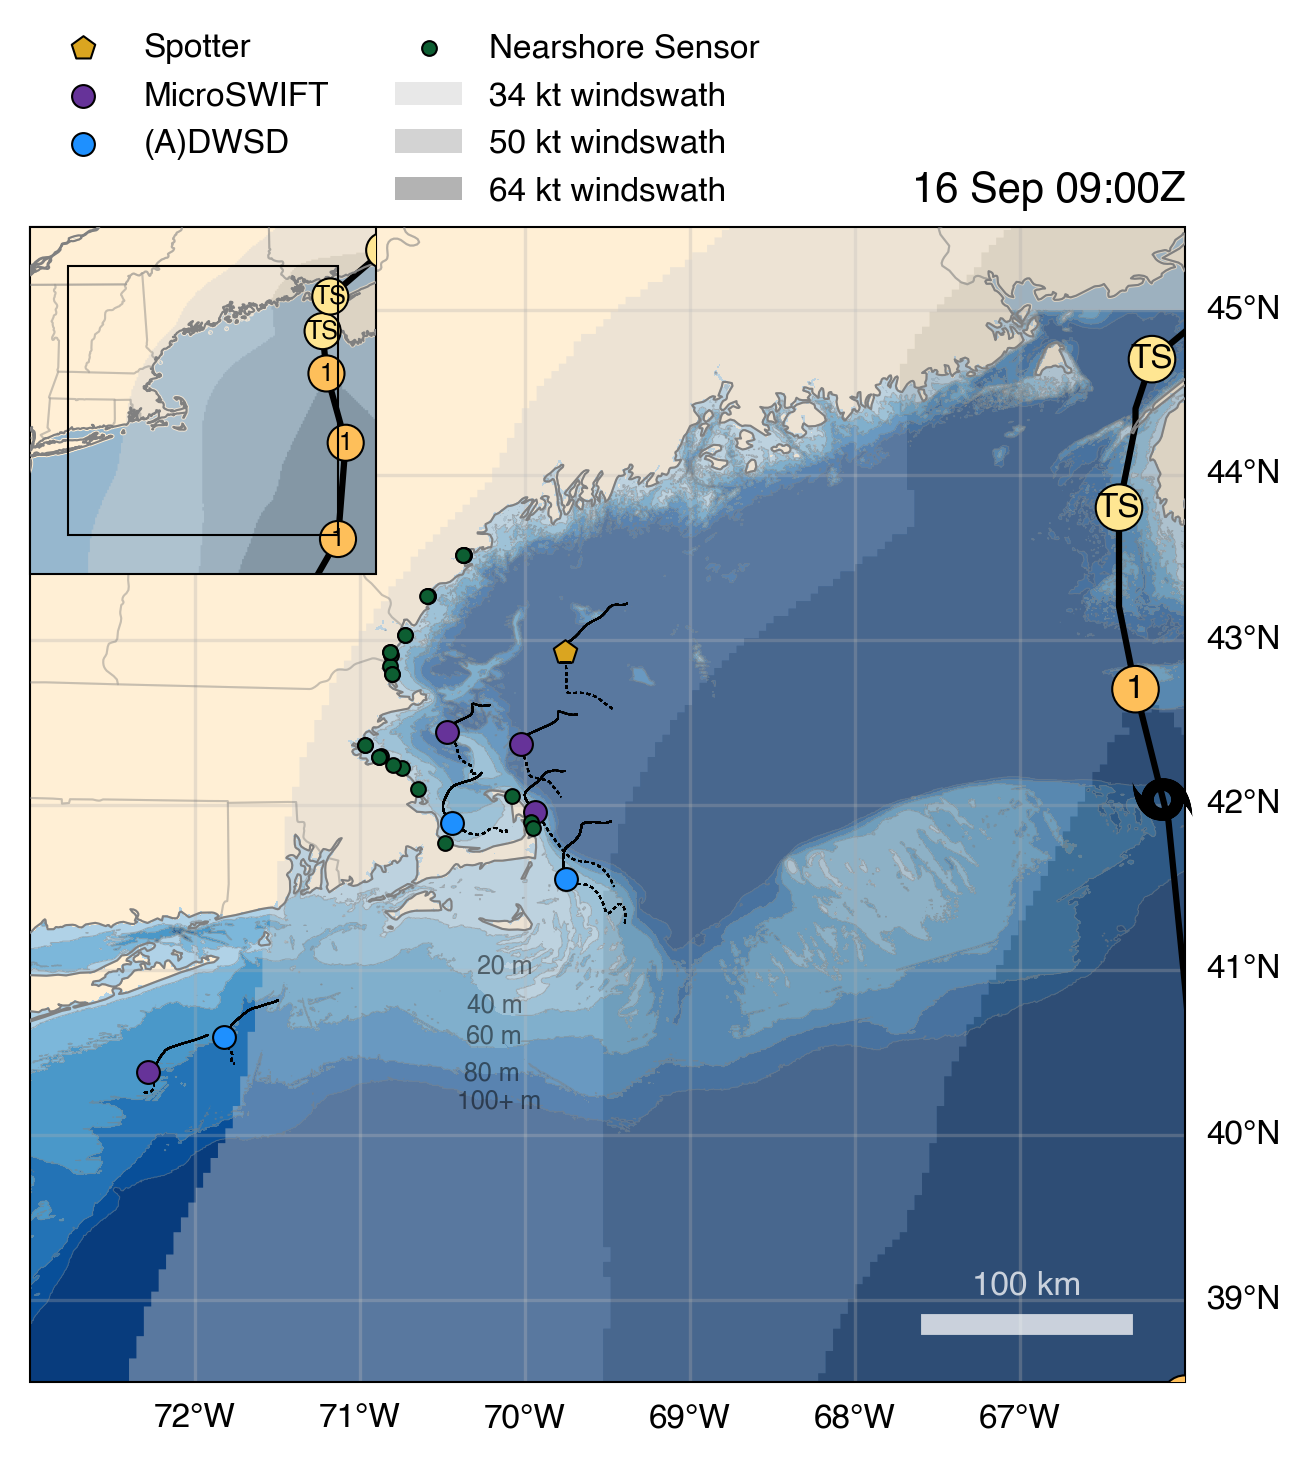 Spotter
MicroSWIFT
(A)DWSD
Nearshore Sensor
34 kt windswath
50 kt windswath
64 kt windswath
16 Sep 09:00Z
TS
TS
1
1
1
TS
TS
1
45°N
44°N
43°N
42°N
41°N
40°N
39°N
20 m
40 m
60 m
80 m
100+ m
100 km
72°W
71°W
70°W
69°W
68°W
67°W